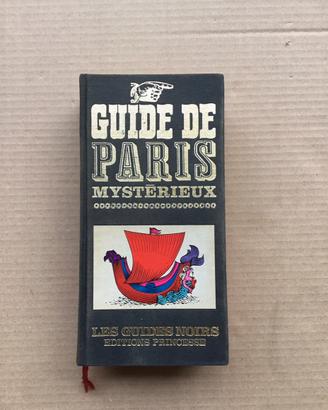 GUIDE DE
PARIS
MYSTÉRIEUX
LES GUIDES NOIRS
EDITIONS PRINCESSE